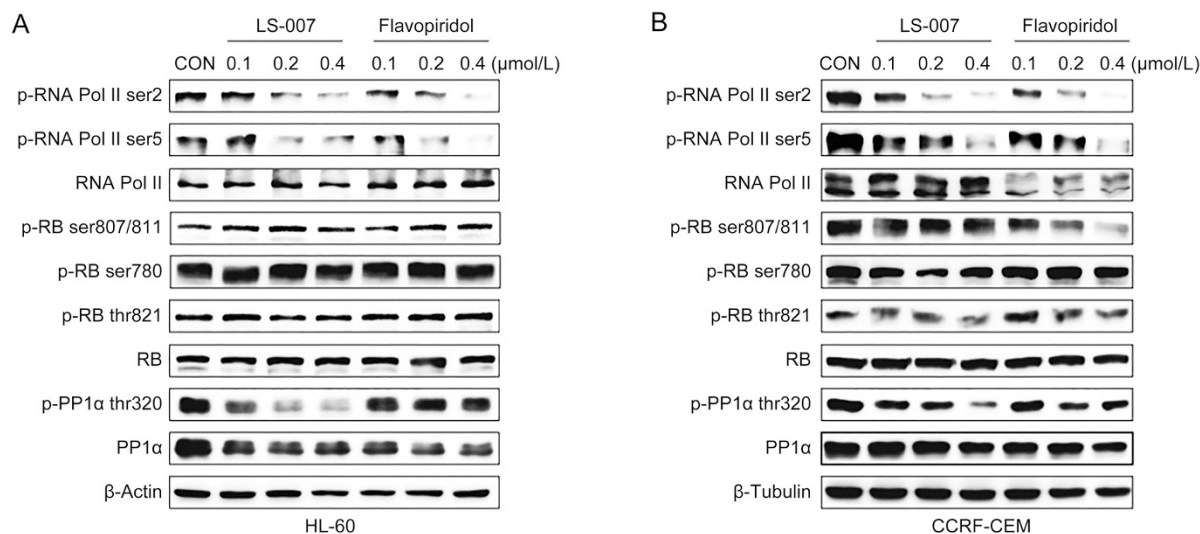 A
LS-007 Flavopiridol
CON 0.1 0.2 0.4 0.1 0.2 0.4 (μmol/L)
p-RNA Pol II ser2
p-RNA Pol II ser5
RNA Pol II
p-RB ser807/811
p-RB ser780
p-RB thr821
RB
p-PP1α thr320
PP1α
β-Actin
HL-60
B
LS-007 Flavopiridol
CON 0.1 0.2 0.4 0.1 0.2 0.4 (μmol/L)
p-RNA Pol II ser2
p-RNA Pol II ser5
RNA Pol II
p-RB ser807/811
p-RB ser780
p-RB thr821
RB
p-PP1α thr320
PP1α
β-Tubulin
CCRF-CEM